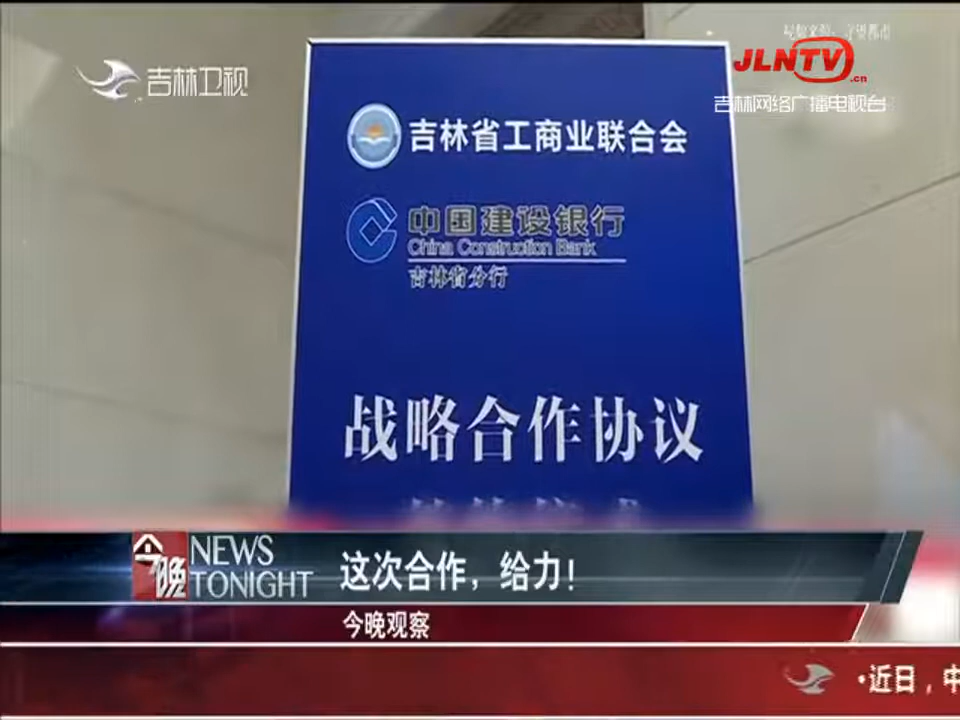 吉林卫视
JLNTV.cn
吉林网络广播电视台
吉林省工商业联合会
中国建设银行
China Construction Bank
吉林省分行
战略合作协议
今晚
NEWS
TONIGHT
这次合作，给力！
今晚观察
·近日，中